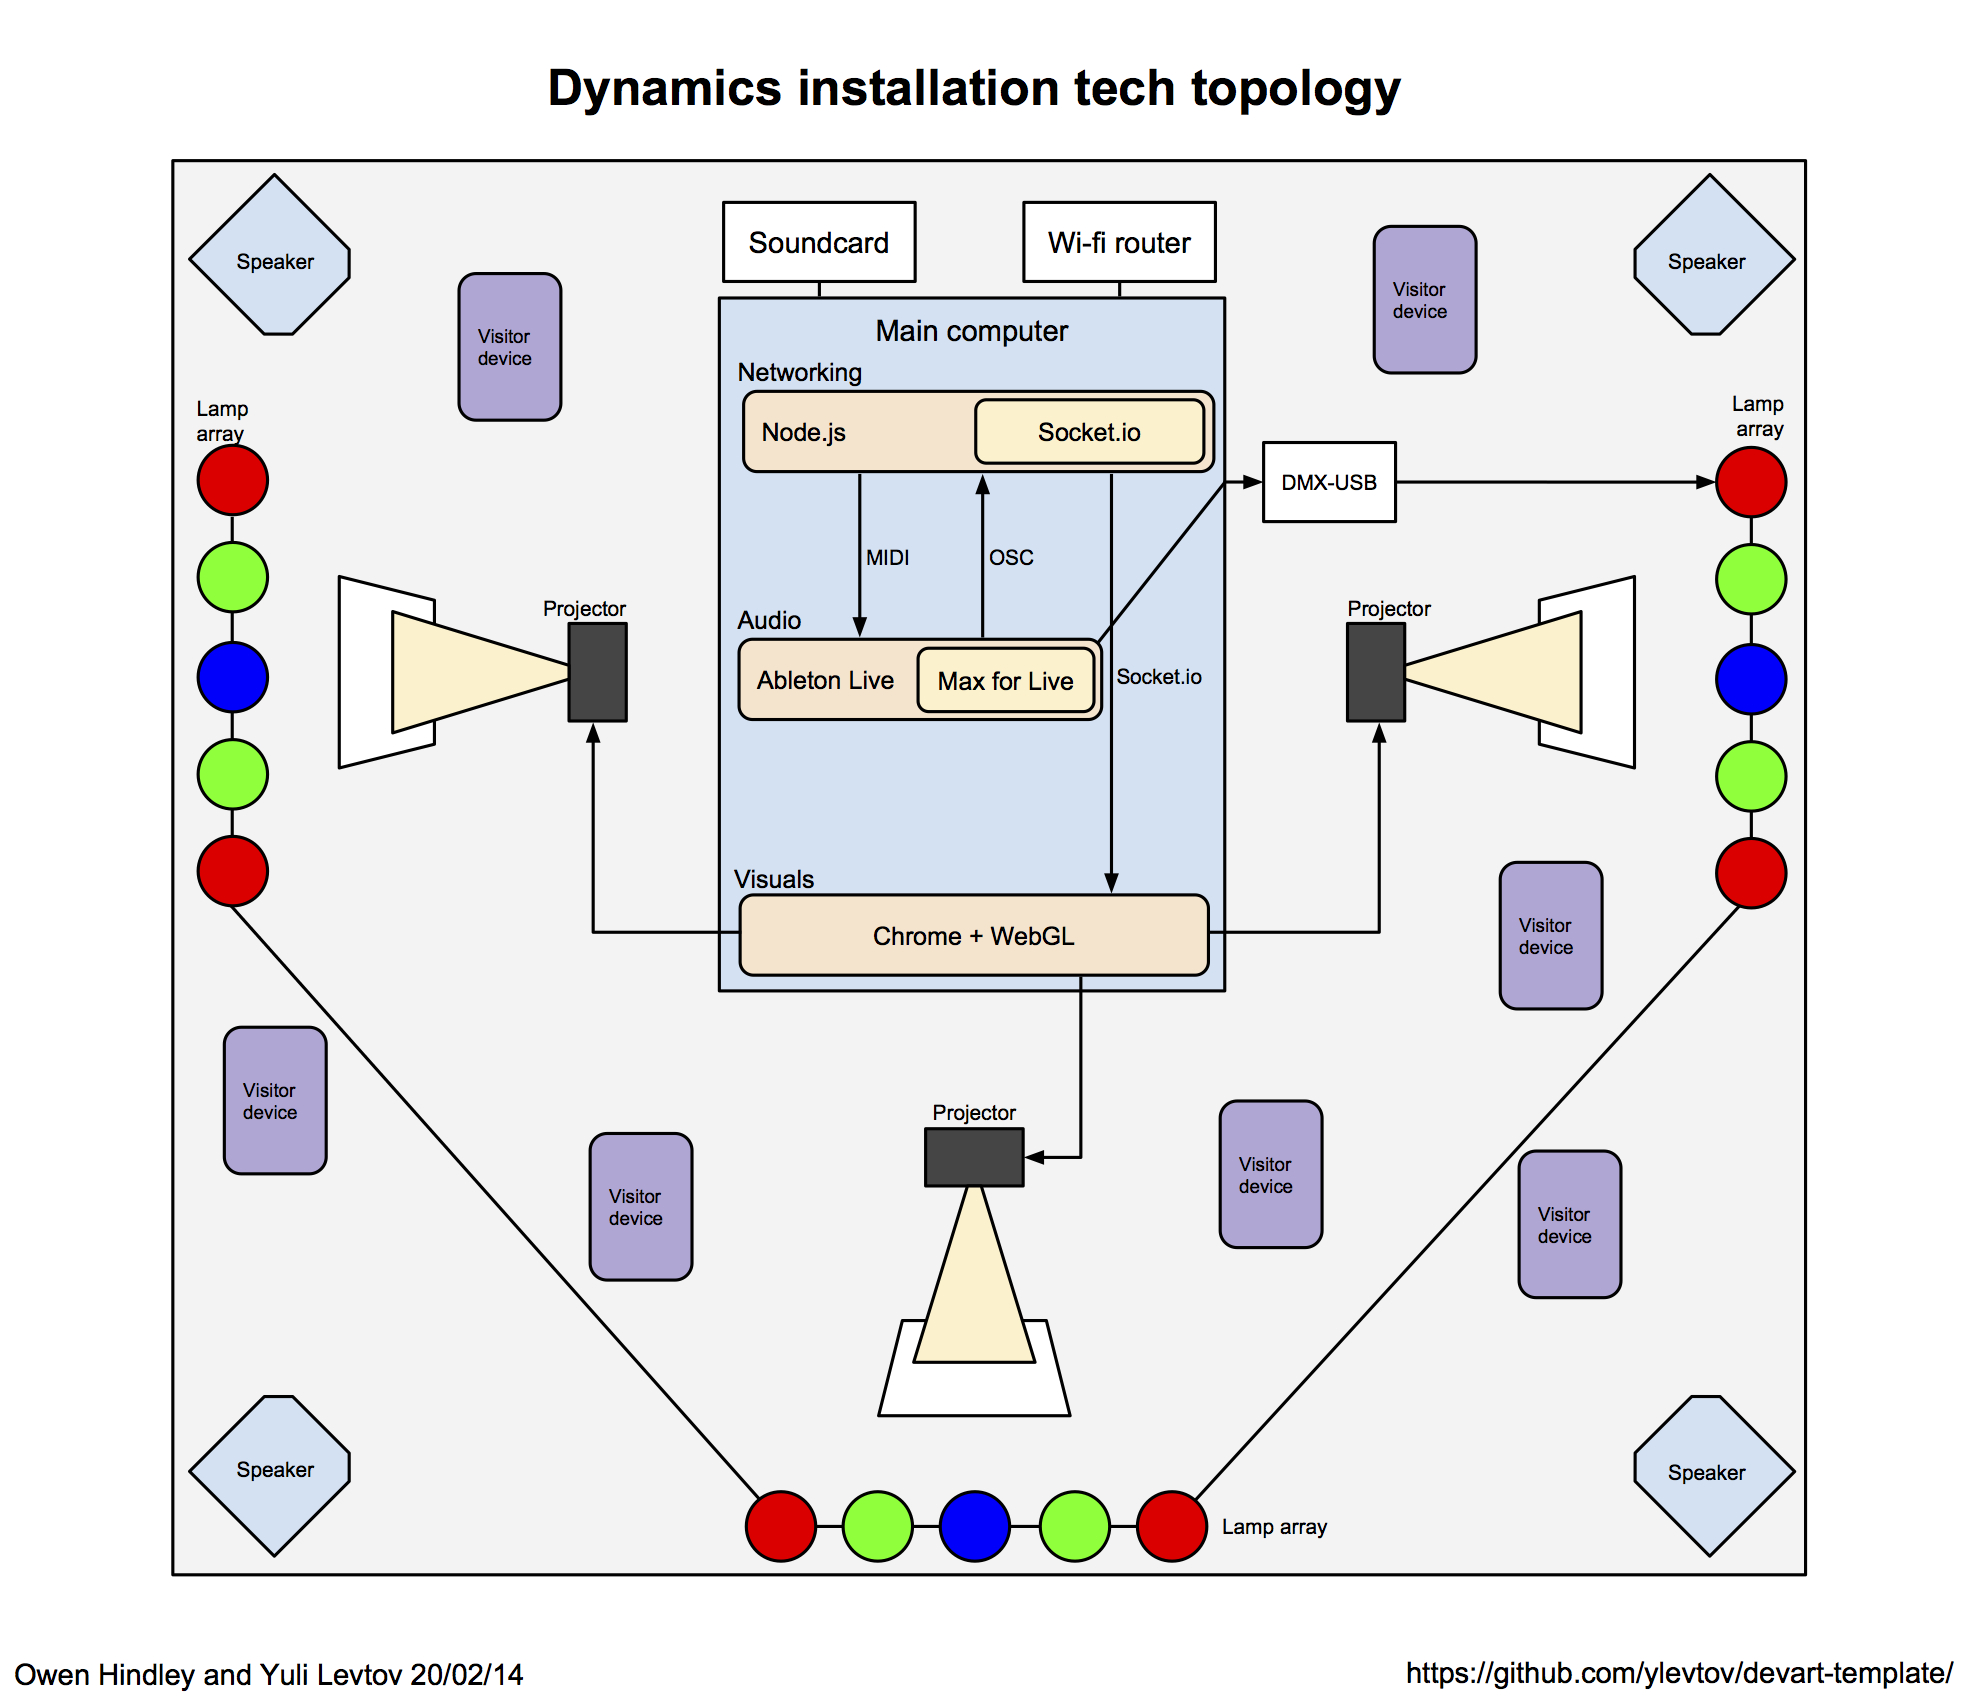 Dynamics installation tech topology
Speaker
Soundcard
Wi-fi router
Speaker
Visitor
device
Visitor
device
Main computer
Networking
Node.js
Socket.io
Lamp
array
Lamp
array
DMX-USB
MIDI
OSC
Projector
Projector
Audio
Ableton Live
Max for Live
Socket.io
Visuals
Chrome + WebGL
Visitor
device
Visitor
device
Projector
Visitor
device
Visitor
device
Visitor
device
Speaker
Speaker
Lamp array
Owen Hindley and Yuli Levtov 20/02/14
https://github.com/ylevtov/devart-template/